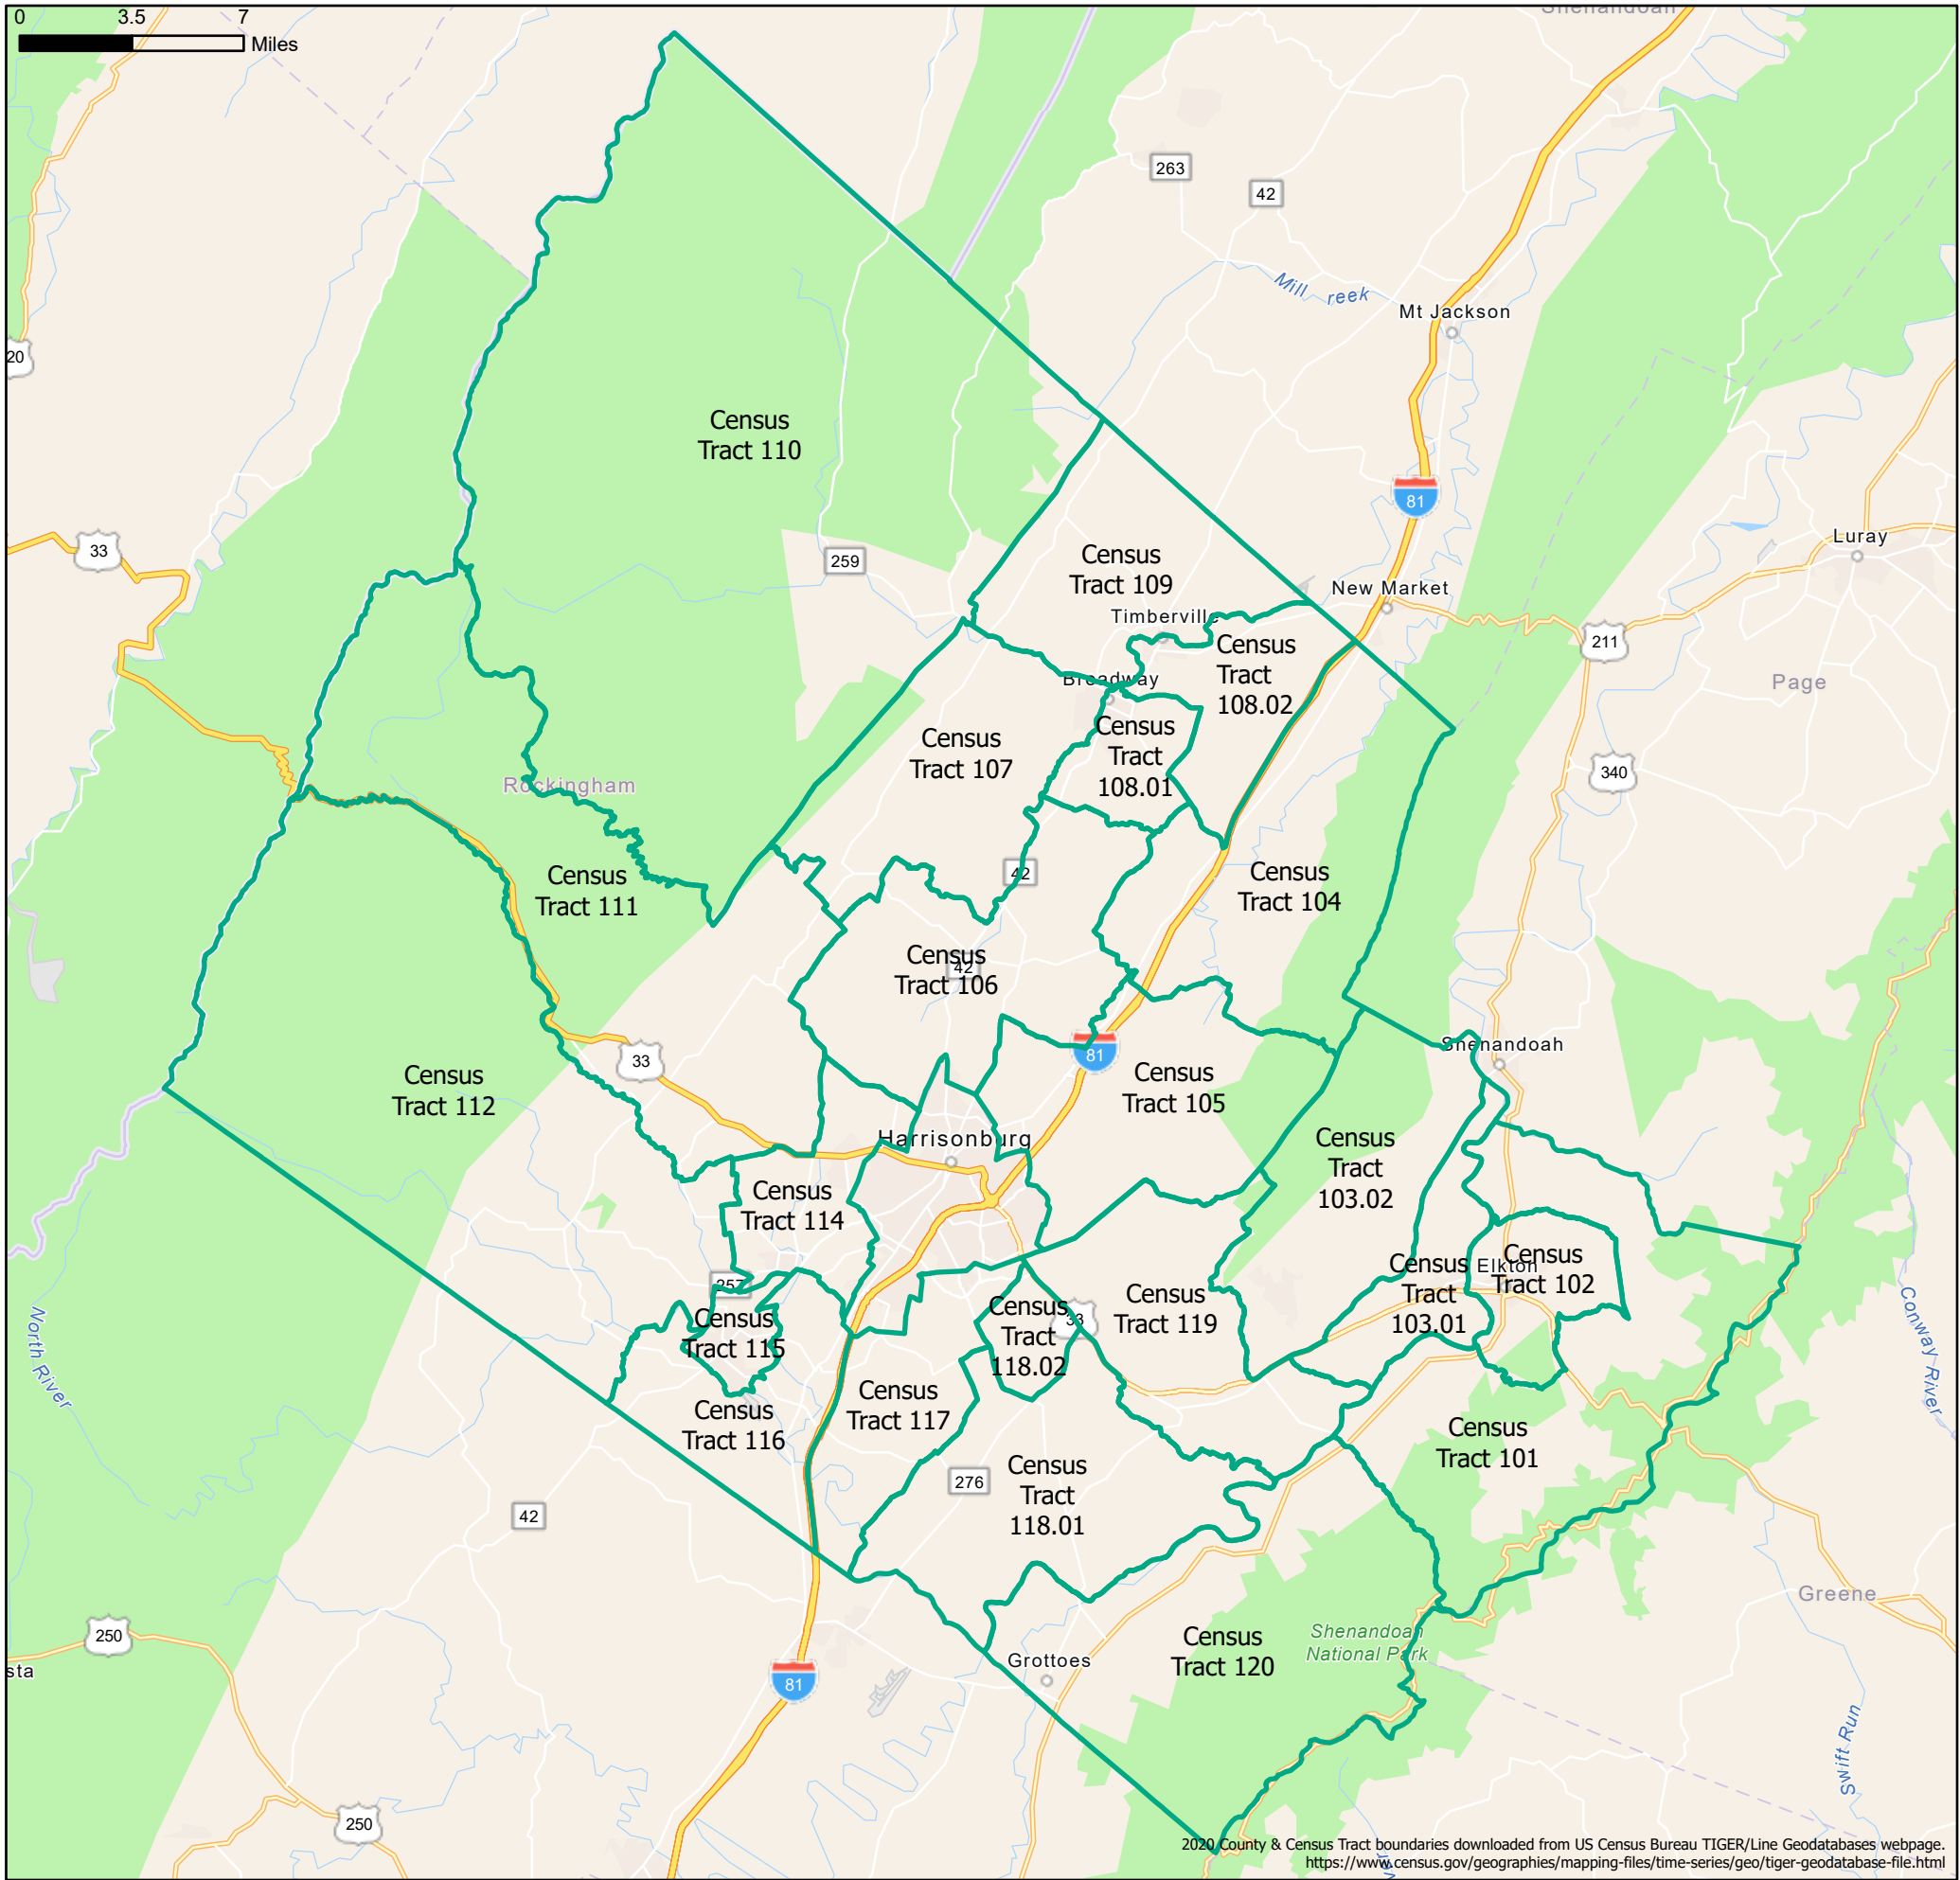 0 3.5 7
Miles
Shenandoah
263
42
Mill reek
Mt Jackson
20
Census
Tract 110
81
33
259
Luray
Census
Tract 109
New Market
Timberville
211
Census
Tract
108.02
Broadway
Page
Census
Tract
108.01
Census
Tract 107
340
Rockingham
42
Census
Tract 111
Census
Tract 104
Census
Tract 106
42
Shenandoah
81
33
Census
Tract 112
Census
Tract 105
Harrisonburg
Census
Tract
103.02
Census
Tract 114
Census
Tract
103.01
Elkton
Census
Tract 102
257
Census
Tract 119
Census
Tract
118.02
33
Census
Tract 115
North River
Conway River
Census
Tract 117
Census
Tract 116
Census
Tract 101
276
Census
Tract
118.01
42
Greene
250
Shenandoah
National Park
Census
Tract 120
Grottoes
sta
81
Swift Run
250
2020 County & Census Tract boundaries downloaded from US Census Bureau TIGER/Line Geodatabases webpage.
https://www.census.gov/geographies/mapping-files/time-series/geo/tiger-geodatabase-file.html